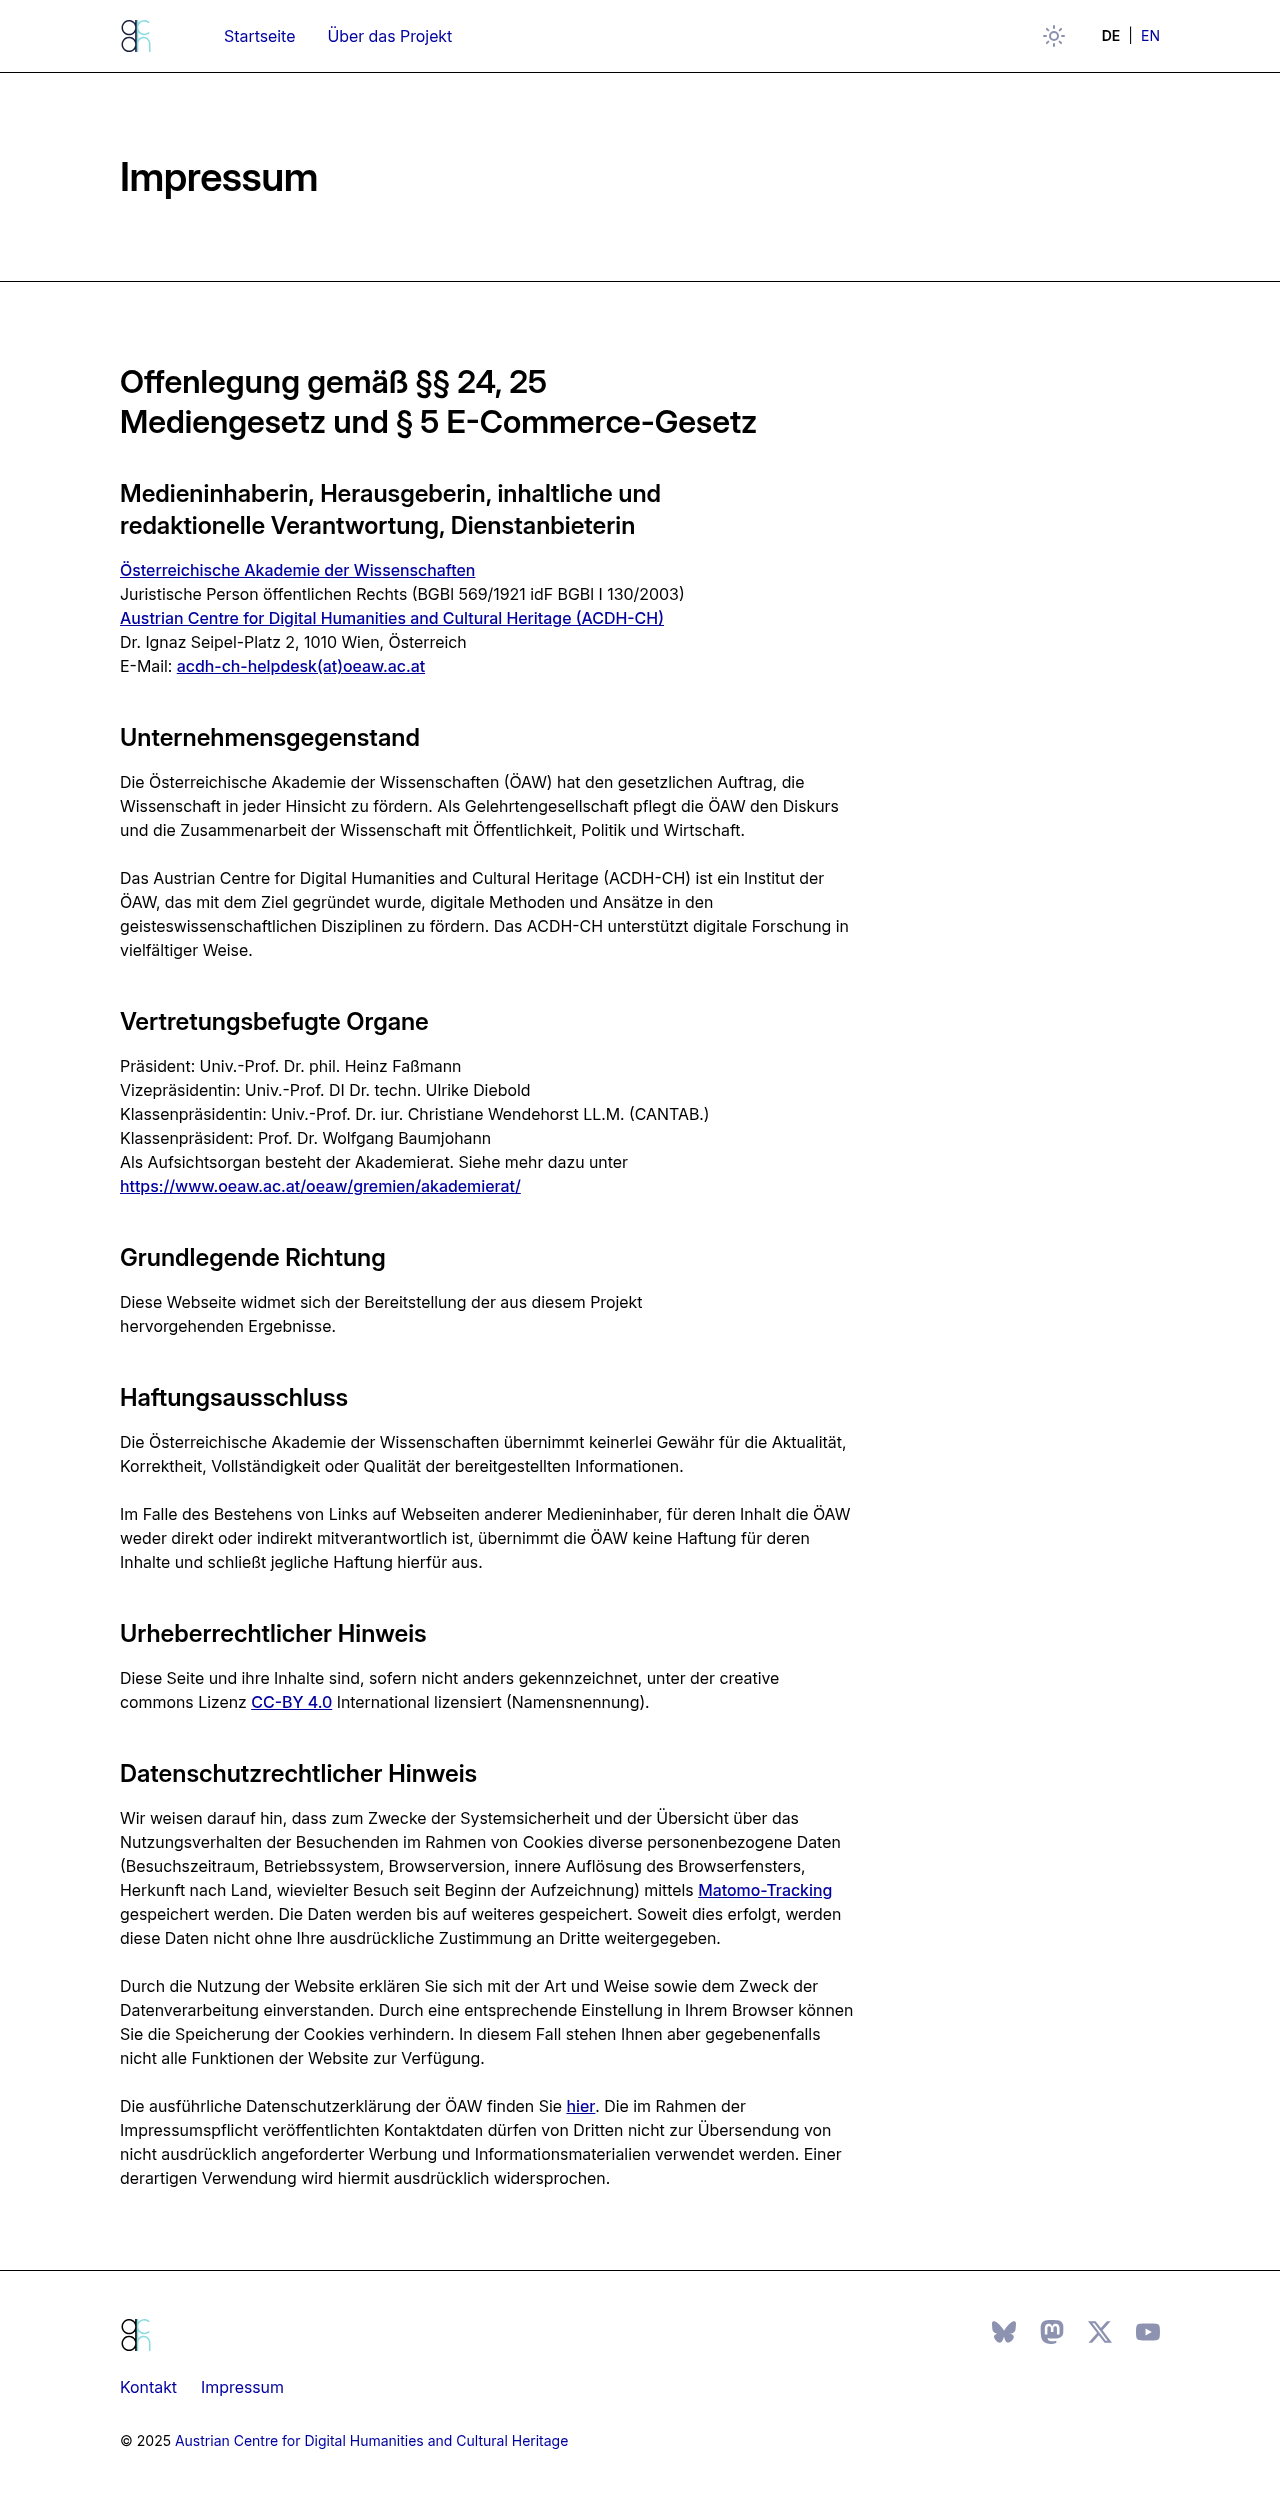 Startseite Über das Projekt DE | EN
Impressum
Offenlegung gemäß §§ 24, 25
Mediengesetz und § 5 E-Commerce-Gesetz
Medieninhaberin, Herausgeberin, inhaltliche und
redaktionelle Verantwortung, Dienstanbieterin
Österreichische Akademie der Wissenschaften
Juristische Person öffentlichen Rechts (BGBl 569/1921 idF BGBl I 130/2003)
Austrian Centre for Digital Humanities and Cultural Heritage (ACDH-CH)
Dr. Ignaz Seipel-Platz 2, 1010 Wien, Österreich
E-Mail: acdh-ch-helpdesk(at)oeaw.ac.at
Unternehmensgegenstand
Die Österreichische Akademie der Wissenschaften (ÖAW) hat den gesetzlichen Auftrag, die
Wissenschaft in jeder Hinsicht zu fördern. Als Gelehrtengesellschaft pflegt die ÖAW den Diskurs
und die Zusammenarbeit der Wissenschaft mit Öffentlichkeit, Politik und Wirtschaft.
Das Austrian Centre for Digital Humanities and Cultural Heritage (ACDH-CH) ist ein Institut der
ÖAW, das mit dem Ziel gegründet wurde, digitale Methoden und Ansätze in den
geisteswissenschaftlichen Disziplinen zu fördern. Das ACDH-CH unterstützt digitale Forschung in
vielfältiger Weise.
Vertretungsbefugte Organe
Präsident: Univ.-Prof. Dr. phil. Heinz Faßmann
Vizepräsidentin: Univ.-Prof. DI Dr. techn. Ulrike Diebold
Klassenpräsidentin: Univ.-Prof. Dr. iur. Christiane Wendehorst LL.M. (CANTAB.)
Klassenpräsident: Prof. Dr. Wolfgang Baumjohann
Als Aufsichtsorgan besteht der Akademierat. Siehe mehr dazu unter
https://www.oeaw.ac.at/oeaw/gremien/akademierat/
Grundlegende Richtung
Diese Webseite widmet sich der Bereitstellung der aus diesem Projekt
hervorgehenden Ergebnisse.
Haftungsausschluss
Die Österreichische Akademie der Wissenschaften übernimmt keinerlei Gewähr für die Aktualität,
Korrektheit, Vollständigkeit oder Qualität der bereitgestellten Informationen.
Im Falle des Bestehens von Links auf Webseiten anderer Medieninhaber, für deren Inhalt die ÖAW
weder direkt oder indirekt mitverantwortlich ist, übernimmt die ÖAW keine Haftung für deren
Inhalte und schließt jegliche Haftung hierfür aus.
Urheberrechtlicher Hinweis
Diese Seite und ihre Inhalte sind, sofern nicht anders gekennzeichnet, unter der creative
commons Lizenz CC-BY 4.0 International lizensiert (Namensnennung).
Datenschutzrechtlicher Hinweis
Wir weisen darauf hin, dass zum Zwecke der Systemsicherheit und der Übersicht über das
Nutzungsverhalten der Besuchenden im Rahmen von Cookies diverse personenbezogene Daten
(Besuchszeitraum, Betriebssystem, Browserversion, innere Auflösung des Browserfensters,
Herkunft nach Land, wievielter Besuch seit Beginn der Aufzeichnung) mittels Matomo-Tracking
gespeichert werden. Die Daten werden bis auf weiteres gespeichert. Soweit dies erfolgt, werden
diese Daten nicht ohne Ihre ausdrückliche Zustimmung an Dritte weitergegeben.
Durch die Nutzung der Website erklären Sie sich mit der Art und Weise sowie dem Zweck der
Datenverarbeitung einverstanden. Durch eine entsprechende Einstellung in Ihrem Browser können
Sie die Speicherung der Cookies verhindern. In diesem Fall stehen Ihnen aber gegebenenfalls
nicht alle Funktionen der Website zur Verfügung.
Die ausführliche Datenschutzerklärung der ÖAW finden Sie hier. Die im Rahmen der
Impressumspflicht veröffentlichten Kontaktdaten dürfen von Dritten nicht zur Übersendung von
nicht ausdrücklich angeforderter Werbung und Informationsmaterialien verwendet werden. Einer
derartigen Verwendung wird hiermit ausdrücklich widersprochen.
Kontakt Impressum
© 2025 Austrian Centre for Digital Humanities and Cultural Heritage